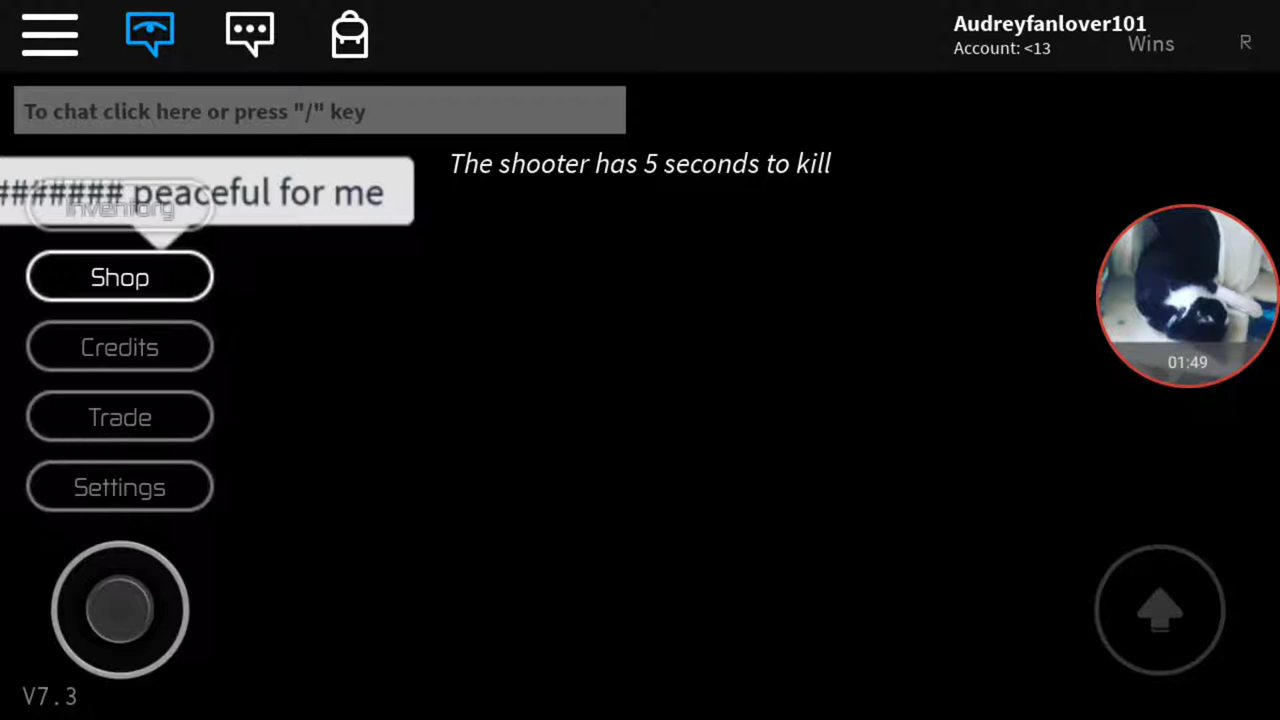 Audreyfanlover101
Account: <13
Wins
R
To chat click here or press "/" key
The shooter has 5 seconds to kill
####### peaceful for me
Inventory
Shop
01:49
Credits
Trade
Settings
V7.3